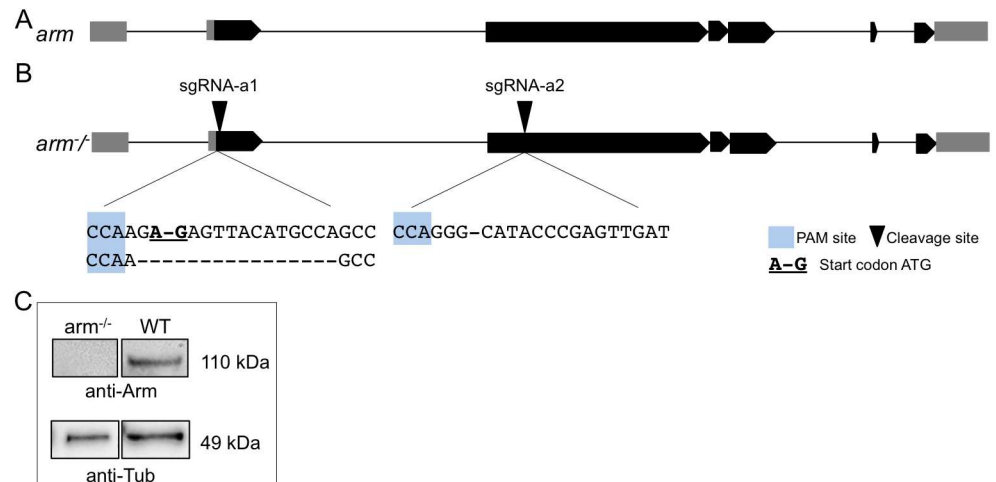 A
arm
B
sgRNA-a1 sgRNA-a2
arm-/-
CCAAGA-GAGTTACATGCCAGCC CCAGGG-CATACCCGAGTTGAT
CCAA-----------------GCC
PAM site Cleavage site
A-G Start codon ATG
C
arm-/- WT
110 kDa
anti-Arm
49 kDa
anti-Tub